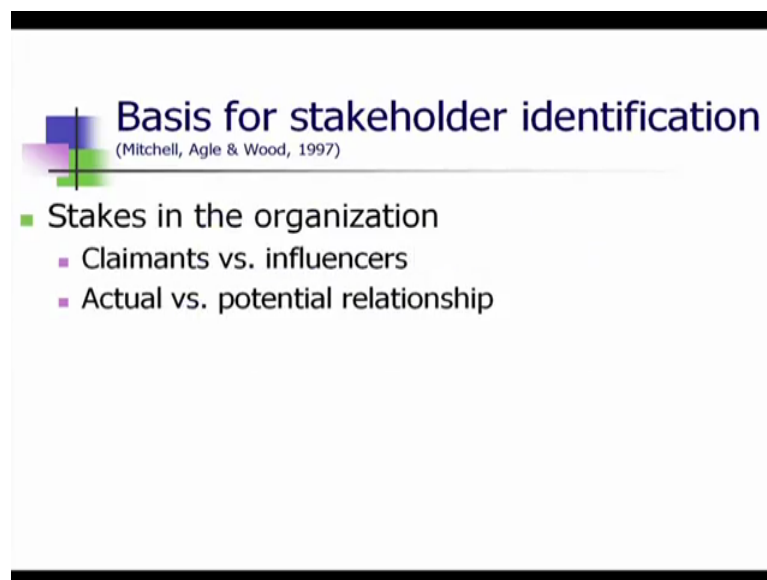 Basis for stakeholder identification
(Mitchell, Agle & Wood, 1997)
Stakes in the organization
Claimants vs. influencers
Actual vs. potential relationship